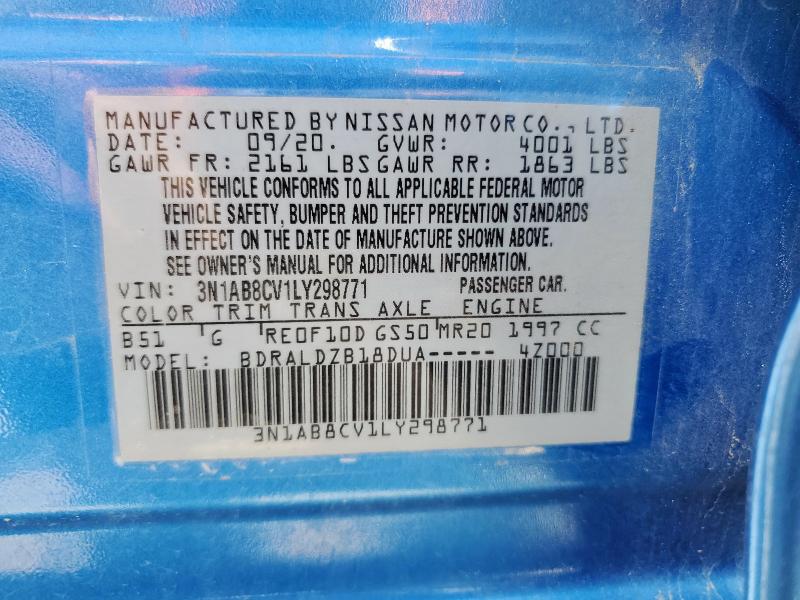 MANUFACTURED BY NISSAN MOTOR CO., LTD.
DATE: 09/20. GVWR: 4001 LBS
GAWR FR: 2161 LBS GAWR RR: 1863 LBS
THIS VEHICLE CONFORMS TO ALL APPLICABLE FEDERAL MOTOR
VEHICLE SAFETY, BUMPER AND THEFT PREVENTION STANDARDS
IN EFFECT ON THE DATE OF MANUFACTURE SHOWN ABOVE.
SEE OWNER'S MANUAL FOR ADDITIONAL INFORMATION.
VIN: 3N1AB8CV1LY298771 PASSENGER CAR.
COLOR TRIM TRANS AXLE ENGINE
B51 G RE0F10D GS50 MR20 1997 CC
MODEL: BDRALDZB18DUA----- 4Z000
3N1AB8CV1LY298771